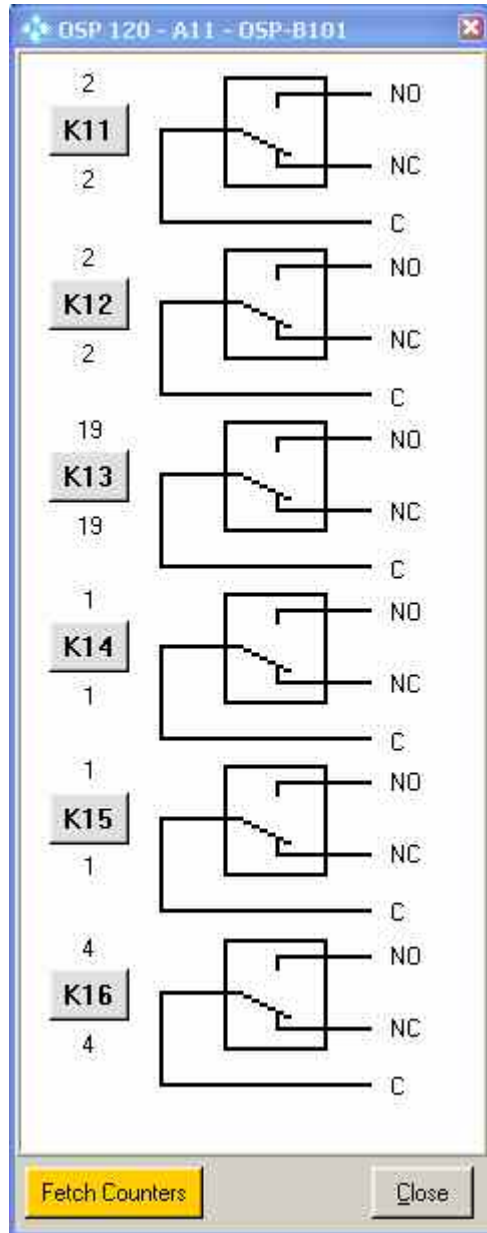 OSP 120 - A11 - OSP-B101
2
NO
K11
NC
2
C
2
NO
K12
NC
2
C
19
NO
K13
NC
19
C
1
NO
K14
NC
1
C
1
NO
K15
NC
1
C
4
NO
K16
NC
4
C
Fetch Counters
Close